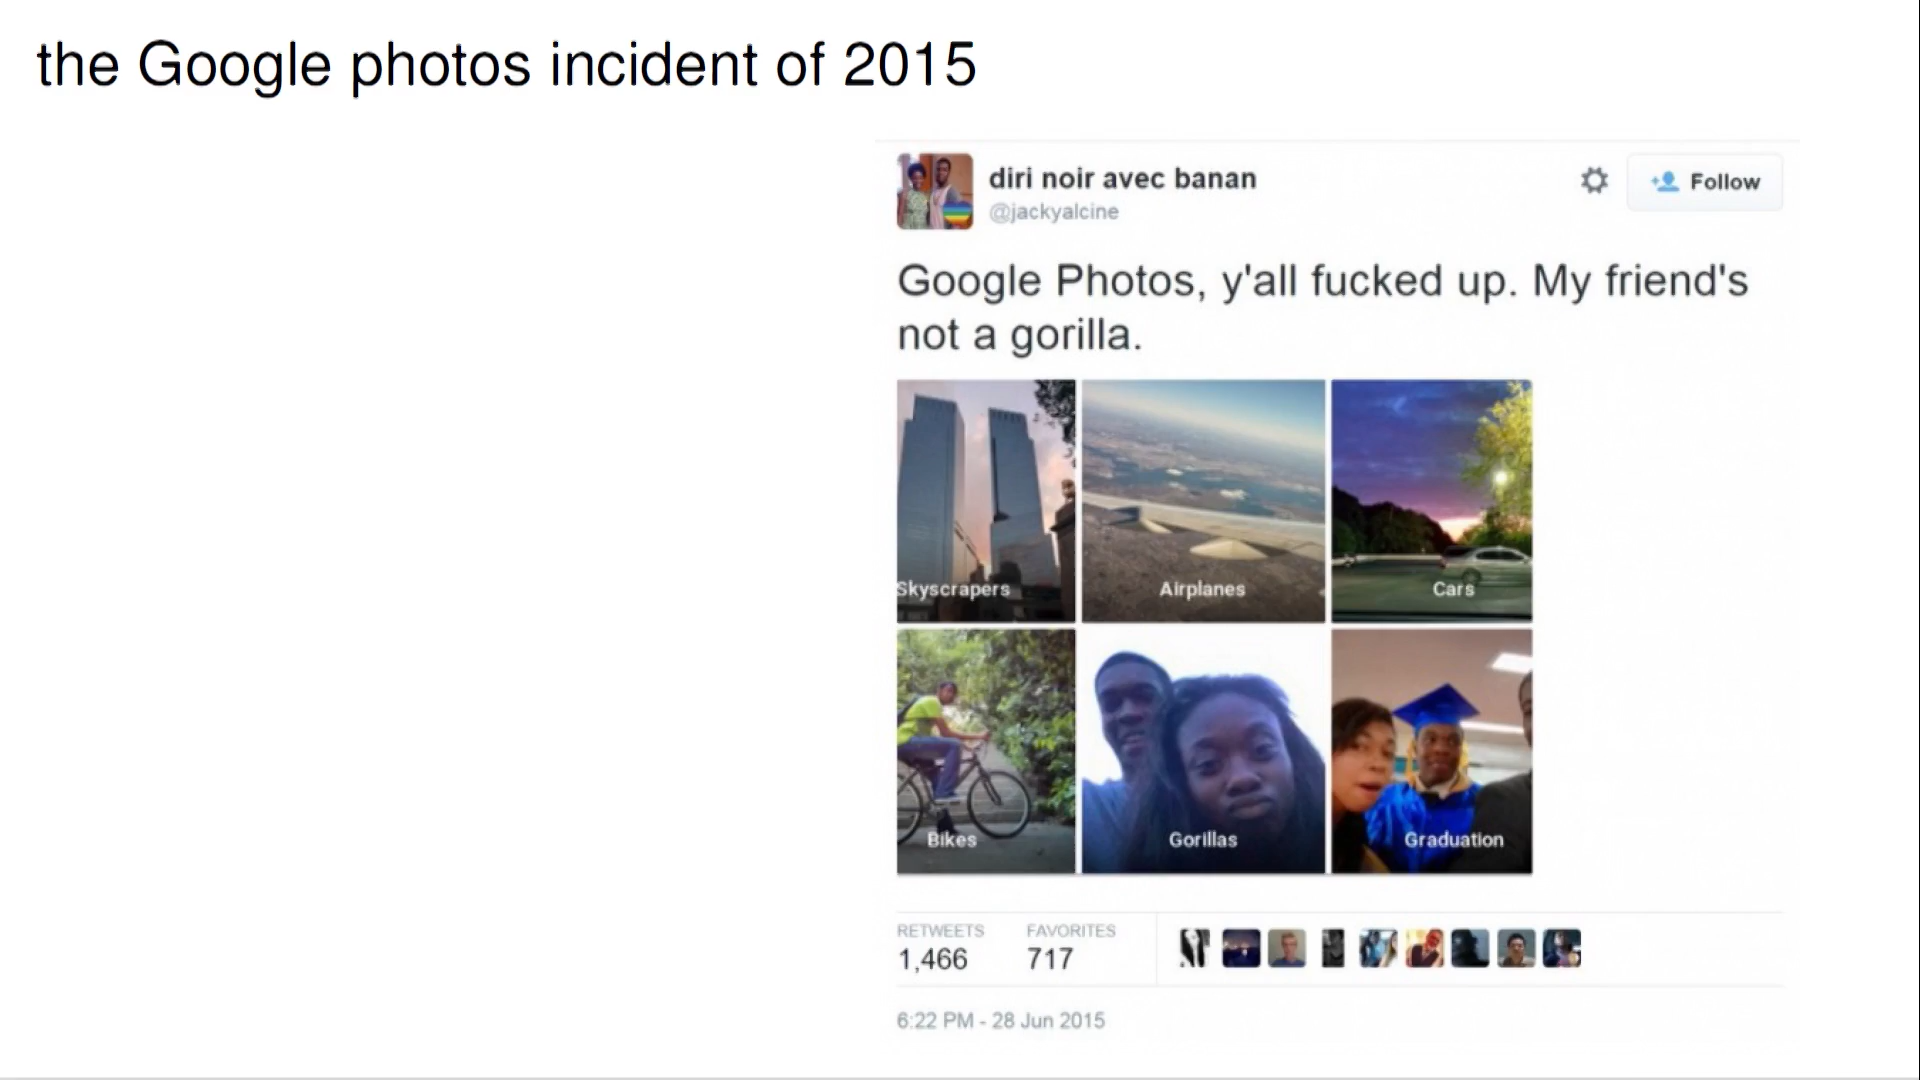 the Google photos incident of 2015
diri noir avec banan
@jackyalcine
Follow
Google Photos, y'all fucked up. My friend's
not a gorilla.
Skyscrapers
Airplanes
Cars
Bikes
Gorillas
Graduation
RETWEETS
1,466
FAVORITES
717
6:22 PM - 28 Jun 2015